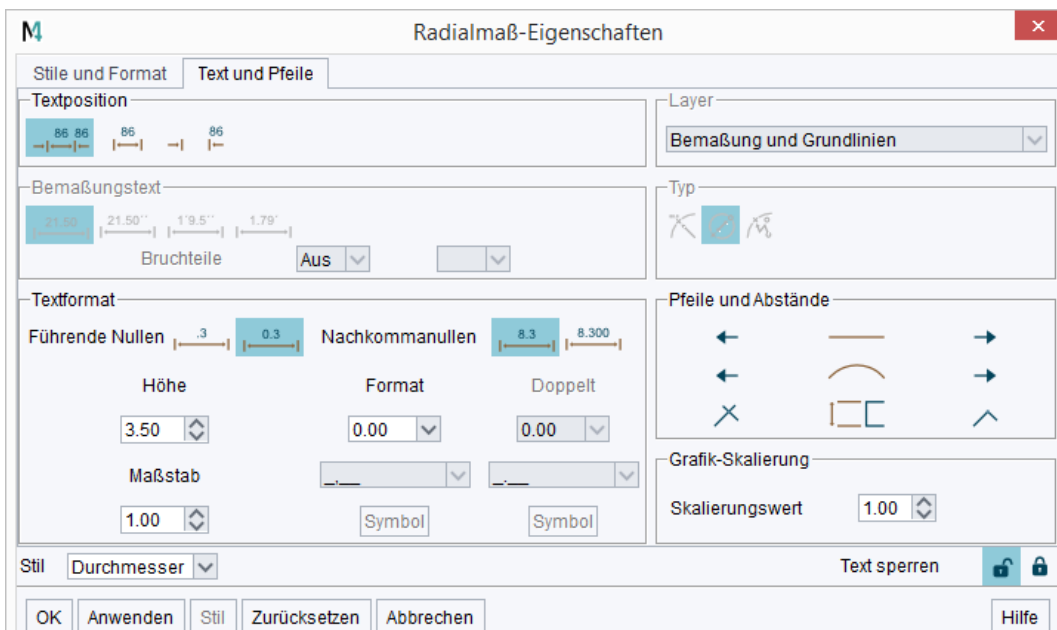 M4 Radialmaß-Eigenschaften
Stile und Format Text und Pfeile
Textposition
86 86 86 86
Layer
Bemaßung und Grundlinien
Bemaßungstext
21.50 21.50´´ 1´9.5´´ 1.79´
Bruchteile Aus
Typ
Textformat
Führende Nullen .3 0.3 Nachkommanullen 8.3 8.300
Höhe Format Doppelt
3.50 0.00 0.00
Maßstab _,__ _.__
1.00 Symbol Symbol
Pfeile und Abstände
Grafik-Skalierung
Skalierungswert 1.00
Stil Durchmesser Text sperren
OK Anwenden Stil Zurücksetzen Abbrechen Hilfe